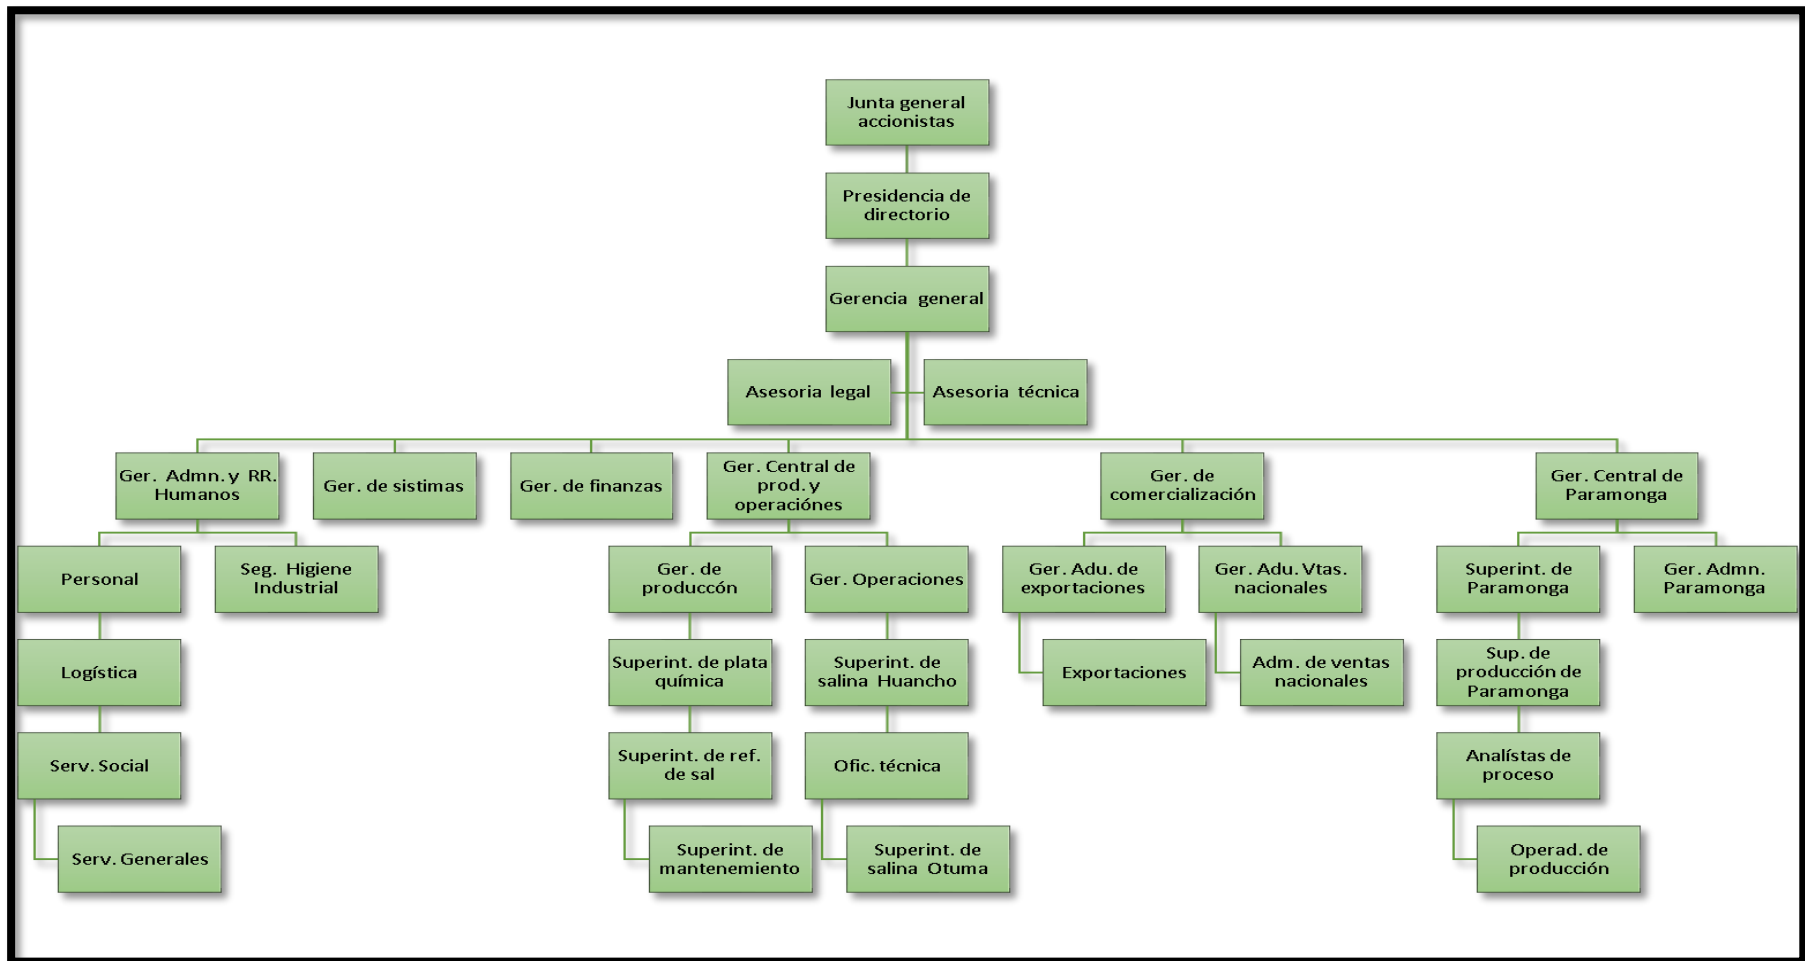 Junta general
accionistas
Presidencia de
directorio
Gerencia general
Asesoria legal
Asesoria técnica
Ger. Admn. y RR.
Humanos
Ger. de sistimas
Ger. de finanzas
Ger. Central de
prod. y
operaciónes
Ger. de
comercialización
Ger. Central de
Paramonga
Personal
Seg. Higiene
Industrial
Ger. de
produccón
Ger. Operaciones
Ger. Adu. de
exportaciones
Ger. Adu. Vtas.
nacionales
Superint. de
Paramonga
Ger. Admn.
Paramonga
Logística
Superint. de plata
química
Superint. de
salina Huancho
Exportaciones
Adm. de ventas
nacionales
Sup. de
producción de
Paramonga
Serv. Social
Superint. de ref.
de sal
Ofic. técnica
Analístas de
proceso
Serv. Generales
Superint. de
mantenemiento
Superint. de
salina Otuma
Operad. de
producción